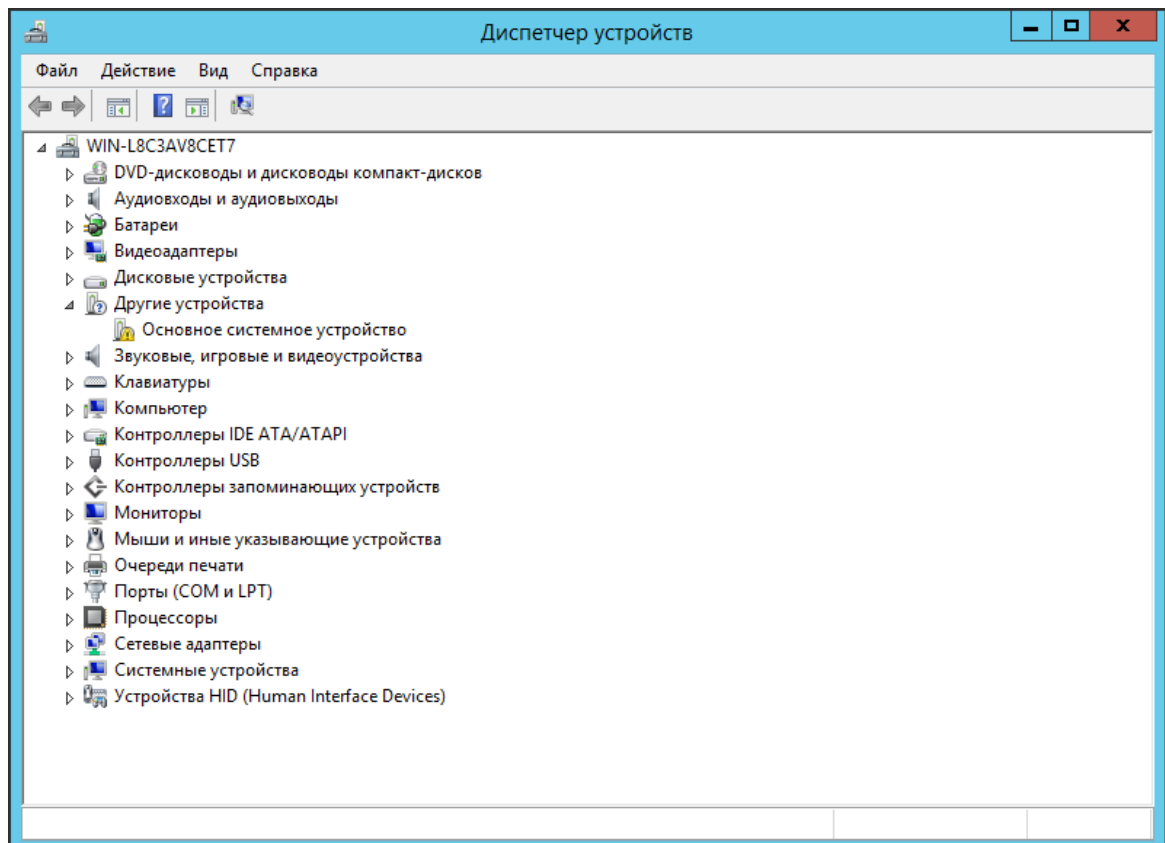 Диспетчер устройств
Файл Действие Вид Справка
WIN-L8C3AV8CET7
DVD-дисководы и дисководы компакт-дисков
Аудиовходы и аудиовыходы
Батареи
Видеоадаптеры
Дисковые устройства
Другие устройства
Основное системное устройство
Звуковые, игровые и видеоустройства
Клавиатуры
Компьютер
Контроллеры IDE ATA/ATAPI
Контроллеры USB
Контроллеры запоминающих устройств
Мониторы
Мыши и иные указывающие устройства
Очереди печати
Порты (COM и LPT)
Процессоры
Сетевые адаптеры
Системные устройства
Устройства HID (Human Interface Devices)